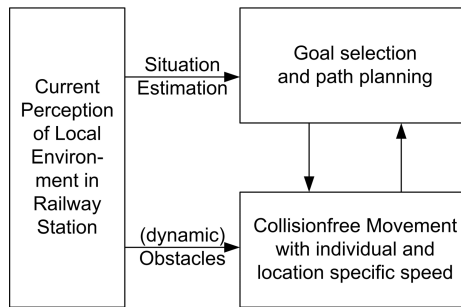 Current
Perception
of Local
Environ-
ment in
Railway
Station
Situation
Estimation
Goal selection
and path planning
(dynamic)
Obstacles
Collisionfree Movement
with individual and
location specific speed